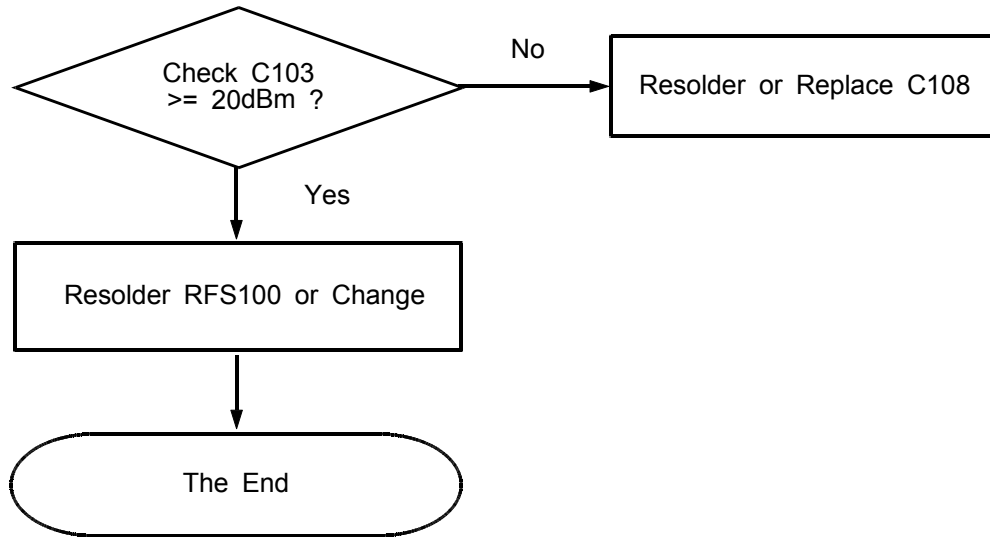 Check C103
>= 20dBm ?
No
Resolder or Replace C108
Yes
Resolder RFS100 or Change
The End